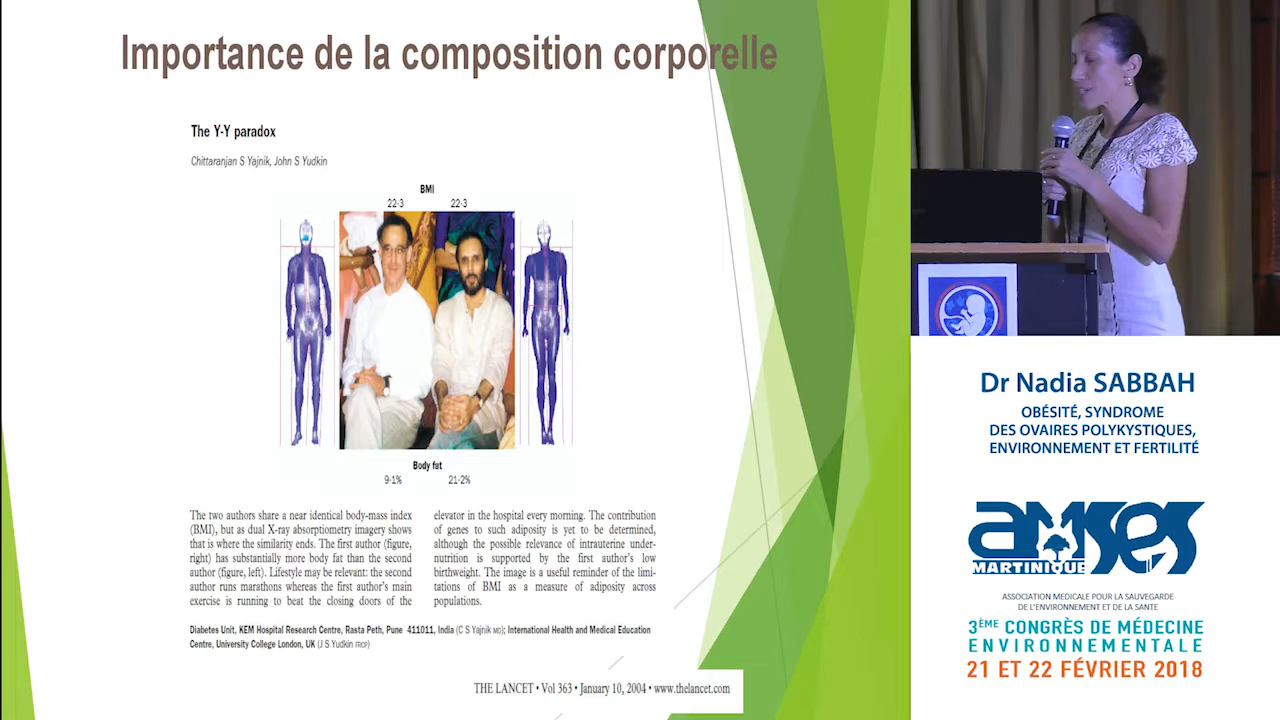 Importance de la composition corporelle
The Y-Y paradox
Chittaranjan S Yajnik, John S Yudkin
BMI
22·3 22·3
Body fat
9·1% 21·2%
The two authors share a near identical body-mass index
(BMI), but as dual X-ray absorptiometry imagery shows
that is where the similarity ends. The first author (figure,
right) has substantially more body fat than the second
author (figure, left). Lifestyle may be relevant: the second
author runs marathons whereas the first author's main
exercise is running to beat the closing doors of the
elevator in the hospital every morning. The contribution
of genes to such adiposity is yet to be determined,
although the possible relevance of intrauterine under-
nutrition is supported by the first author's low
birthweight. The image is a useful reminder of the limi-
tations of BMI as a measure of adiposity across
populations.
Diabetes Unit, KEM Hospital Research Centre, Rasta Peth, Pune 411011, India (C S Yajnik MD); International Health and Medical Education
Centre, University College London, UK (J S Yudkin FRCP)
THE LANCET • Vol 363 • January 10, 2004 • www.thelancet.com
Dr Nadia SABBAH
OBÉSITÉ, SYNDROME
DES OVAIRES POLYKYSTIQUES,
ENVIRONNEMENT ET FERTILITÉ
AMSES
MARTINIQUE
ASSOCIATION MEDICALE POUR LA SAUVEGARDE
DE L'ENVIRONNEMENT ET DE LA SANTE
3ÈME CONGRÈS DE MÉDECINE
ENVIRONNEMENTALE
21 ET 22 FÉVRIER 2018